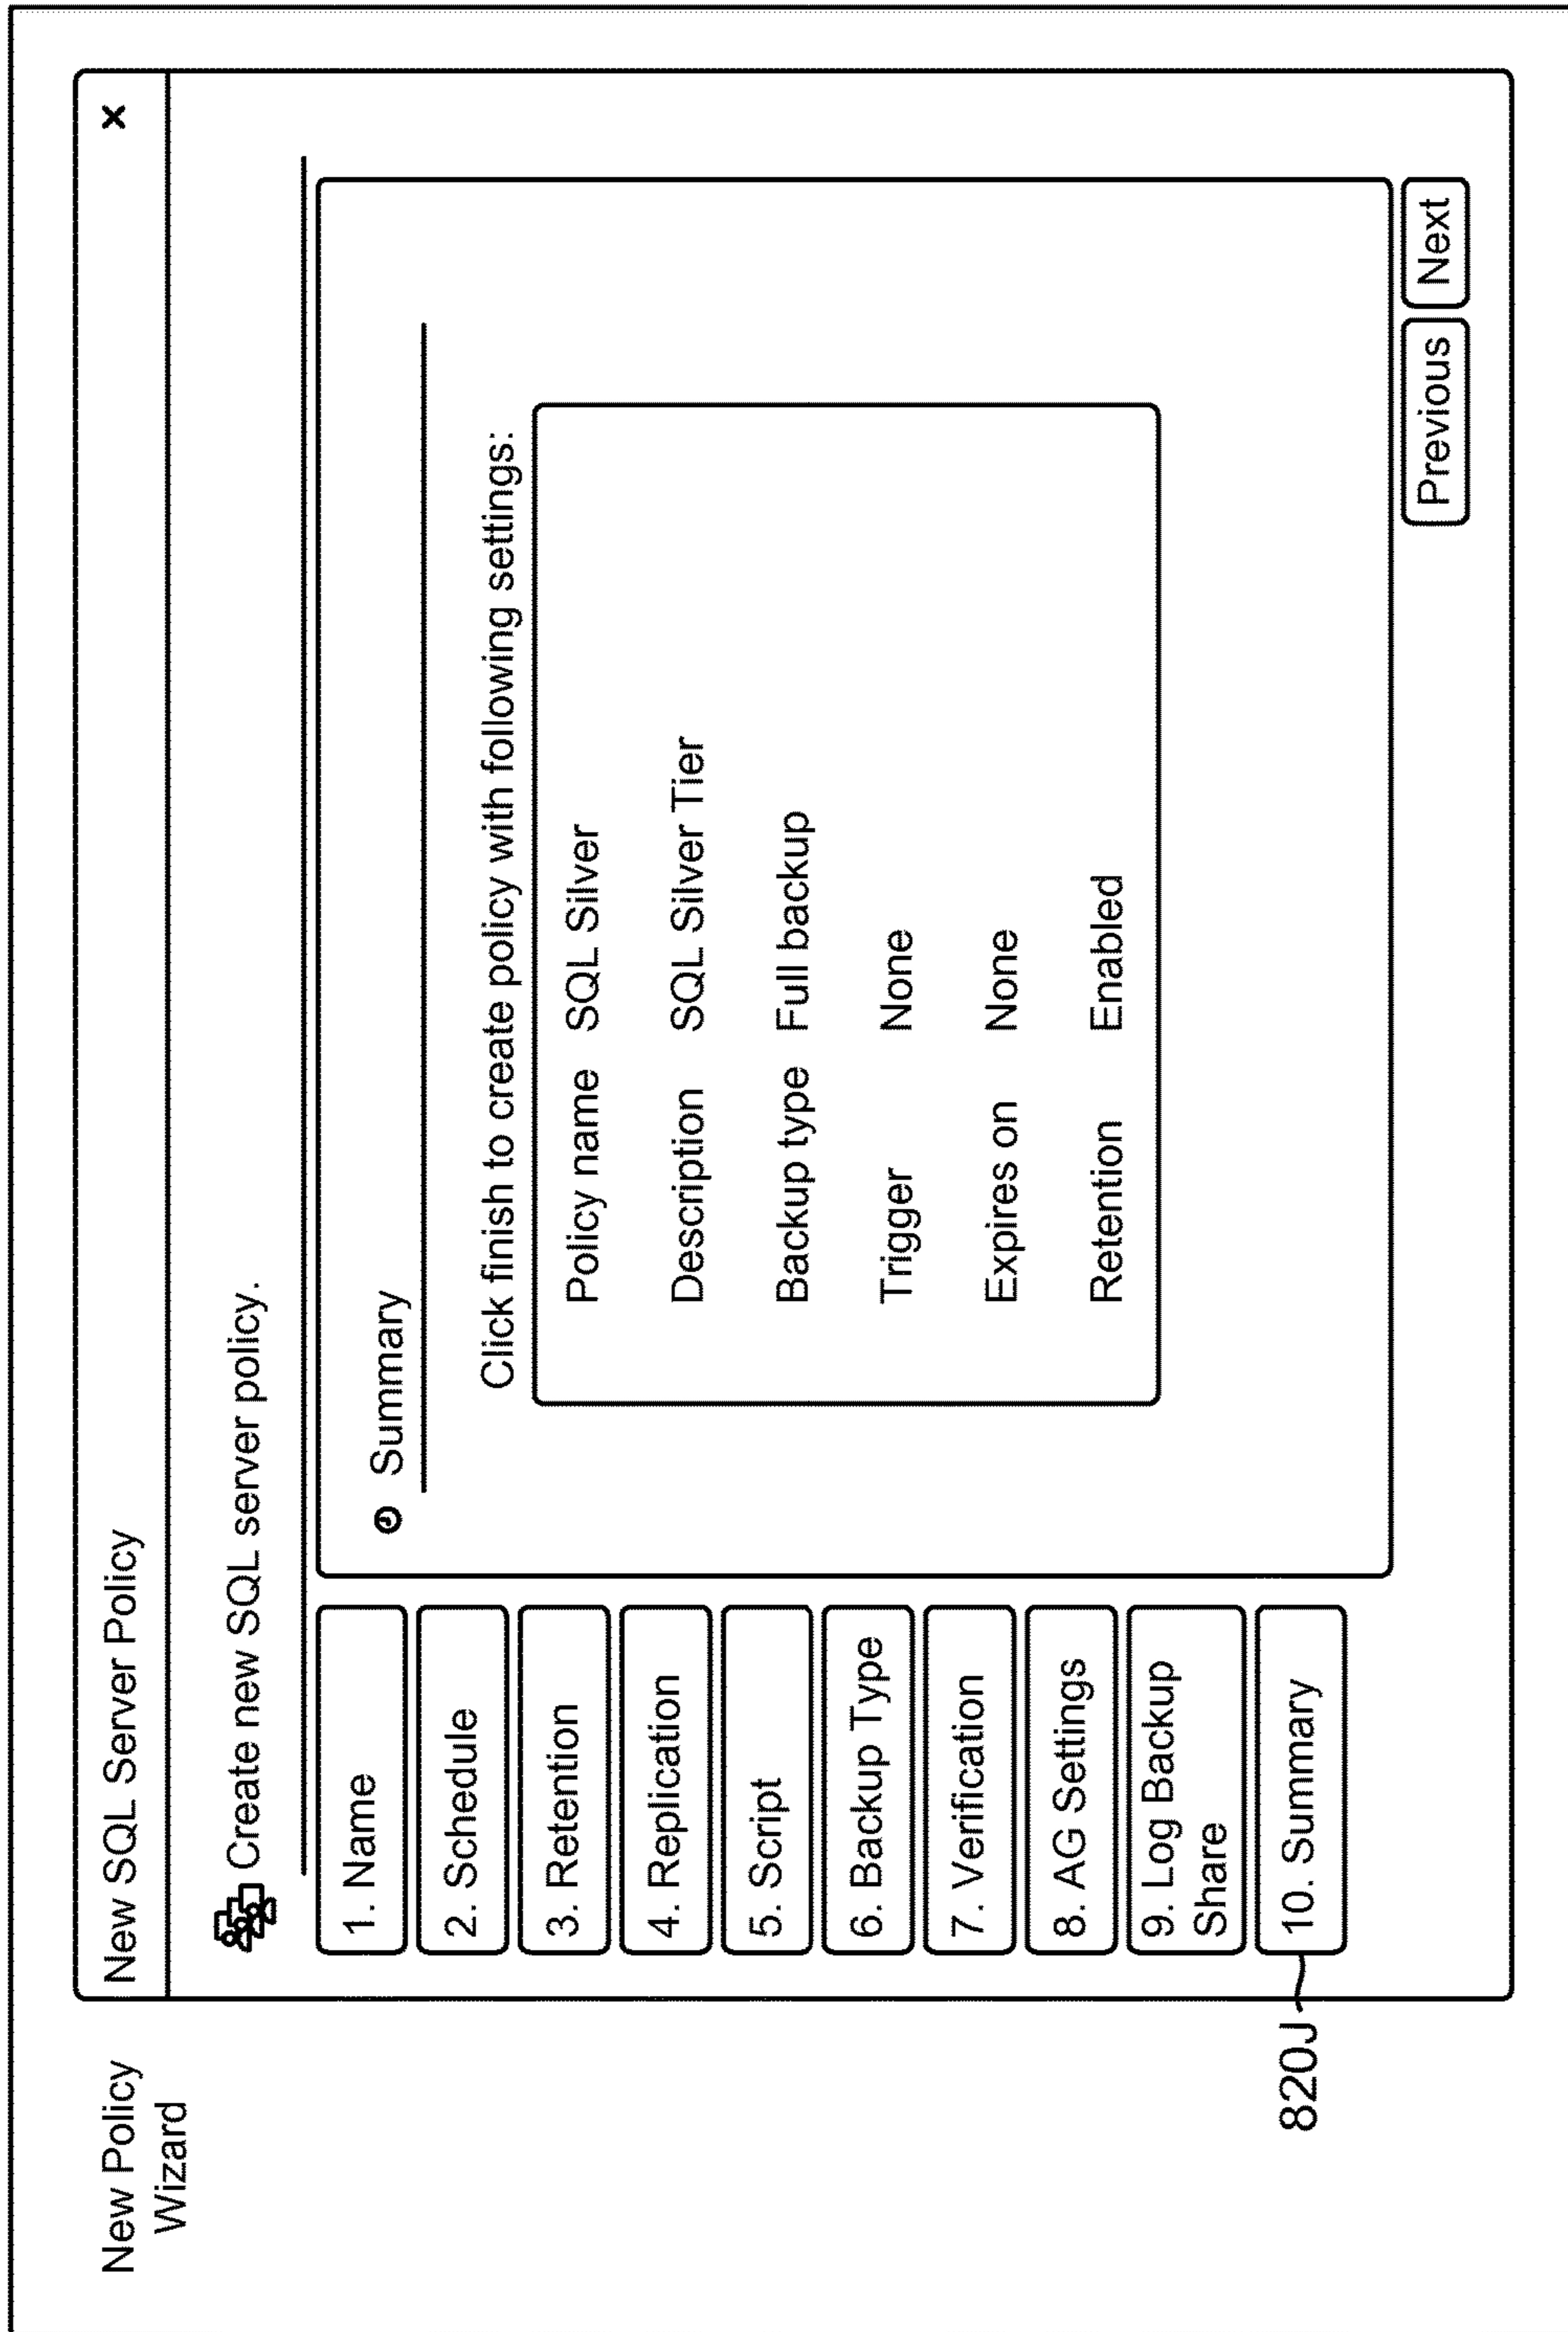 New Policy
Wizard
New SQL Server Policy
x
Create new SQL server policy.
1. Name
2. Schedule
3. Retention
4. Replication
5. Script
6. Backup Type
7. Verification
8. AG Settings
9. Log Backup
Share
10. Summary
820J
Summary
Click finish to create policy with following settings:
Policy name SQL Silver
Description SQL Silver Tier
Backup type Full backup
Trigger None
Expires on None
Retention Enabled
Previous Next